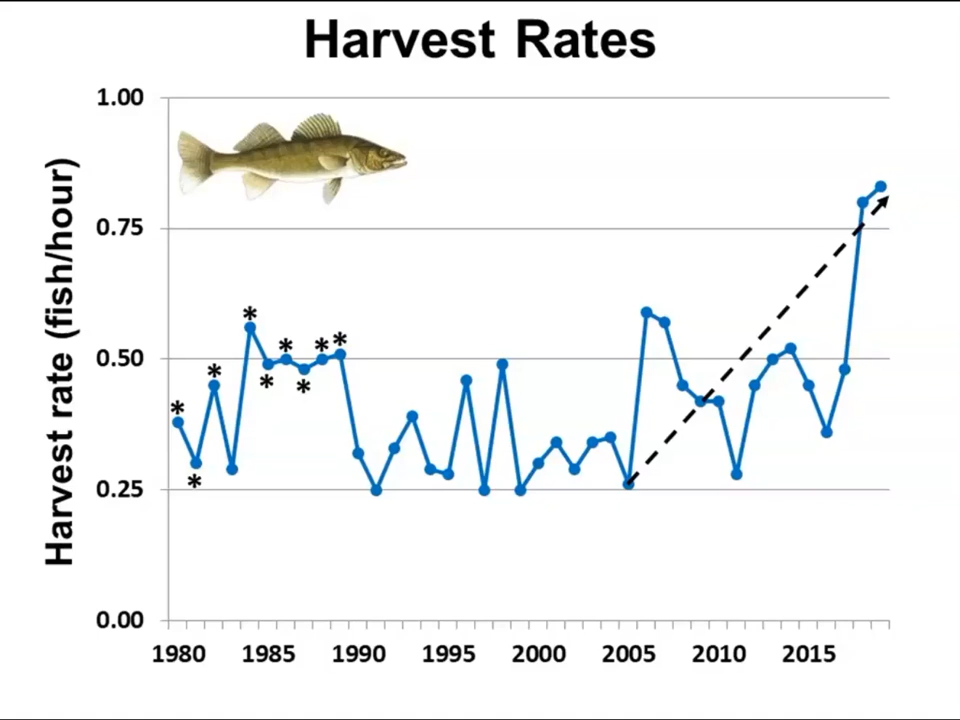 Harvest Rates
Harvest rate (fish/hour)
1.00
0.75
0.50
0.25
0.00
* * * * * * * * * *
1980 1985 1990 1995 2000 2005 2010 2015